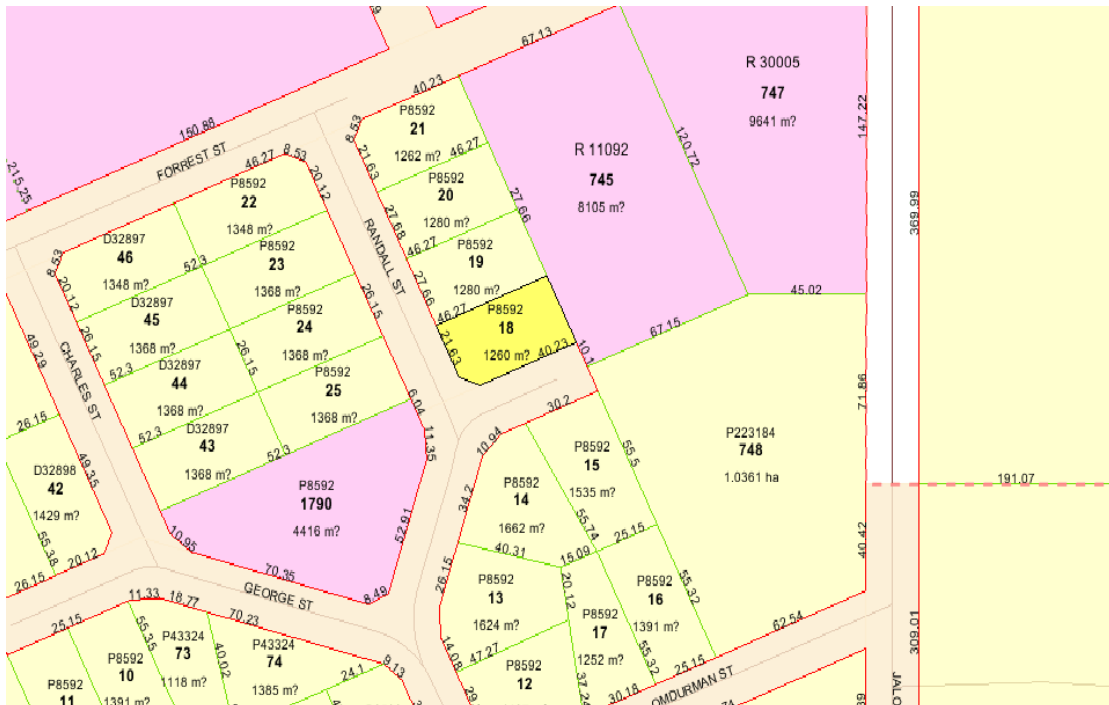 67.13
R 30005
747
9641 m?
147.22
40.23
P8592
21
1262 m?
8.53
21.63
46.27
120.72
150.88
FORREST ST
215.25
R 11092
745
8105 m?
46.27
8.53
20.12
P8592
22
1348 m?
P8592
20
1280 m?
27.68
46.27
27.66
369.99
RANDALL ST
D32897
46
1348 m?
8.53
20.12
52.3
P8592
23
1368 m?
P8592
19
1280 m?
27.66
46.27
26.15
D32897
45
1368 m?
26.15
52.3
P8592
24
1368 m?
26.15
P8592
18
1260 m?
21.63
40.23
10.1
67.15
45.02
49.29
CHARLES ST
D32897
44
1368 m?
52.3
P8592
25
1368 m?
6.04
71.86
26.15
D32897
43
1368 m?
52.3
11.35
30.2
10.94
55.5
P223184
748
1.0361 ha
D32898
42
1429 m?
49.35
P8592
1790
4416 m?
34.2
P8592
15
1535 m?
P8592
14
1662 m?
55.74
191.07
10.95
52.91
40.42
55.38
20.12
26.15
70.35
GEORGE ST
8.49
26.15
40.31
15.09
25.15
55.32
P8592
13
1624 m?
20.12
P8592
16
1391 m?
11.33
18.77
70.23
25.15
55.35
P8592
17
1252 m?
55.32
62.54
309.01
14.08
47.27
P43324
73
1118 m?
40.02
P43324
74
1385 m?
24.1
9.13
P8592
10
1391 m?
P8592
11
P8592
12
37.24
30.18
25.15
OMDURMAN ST